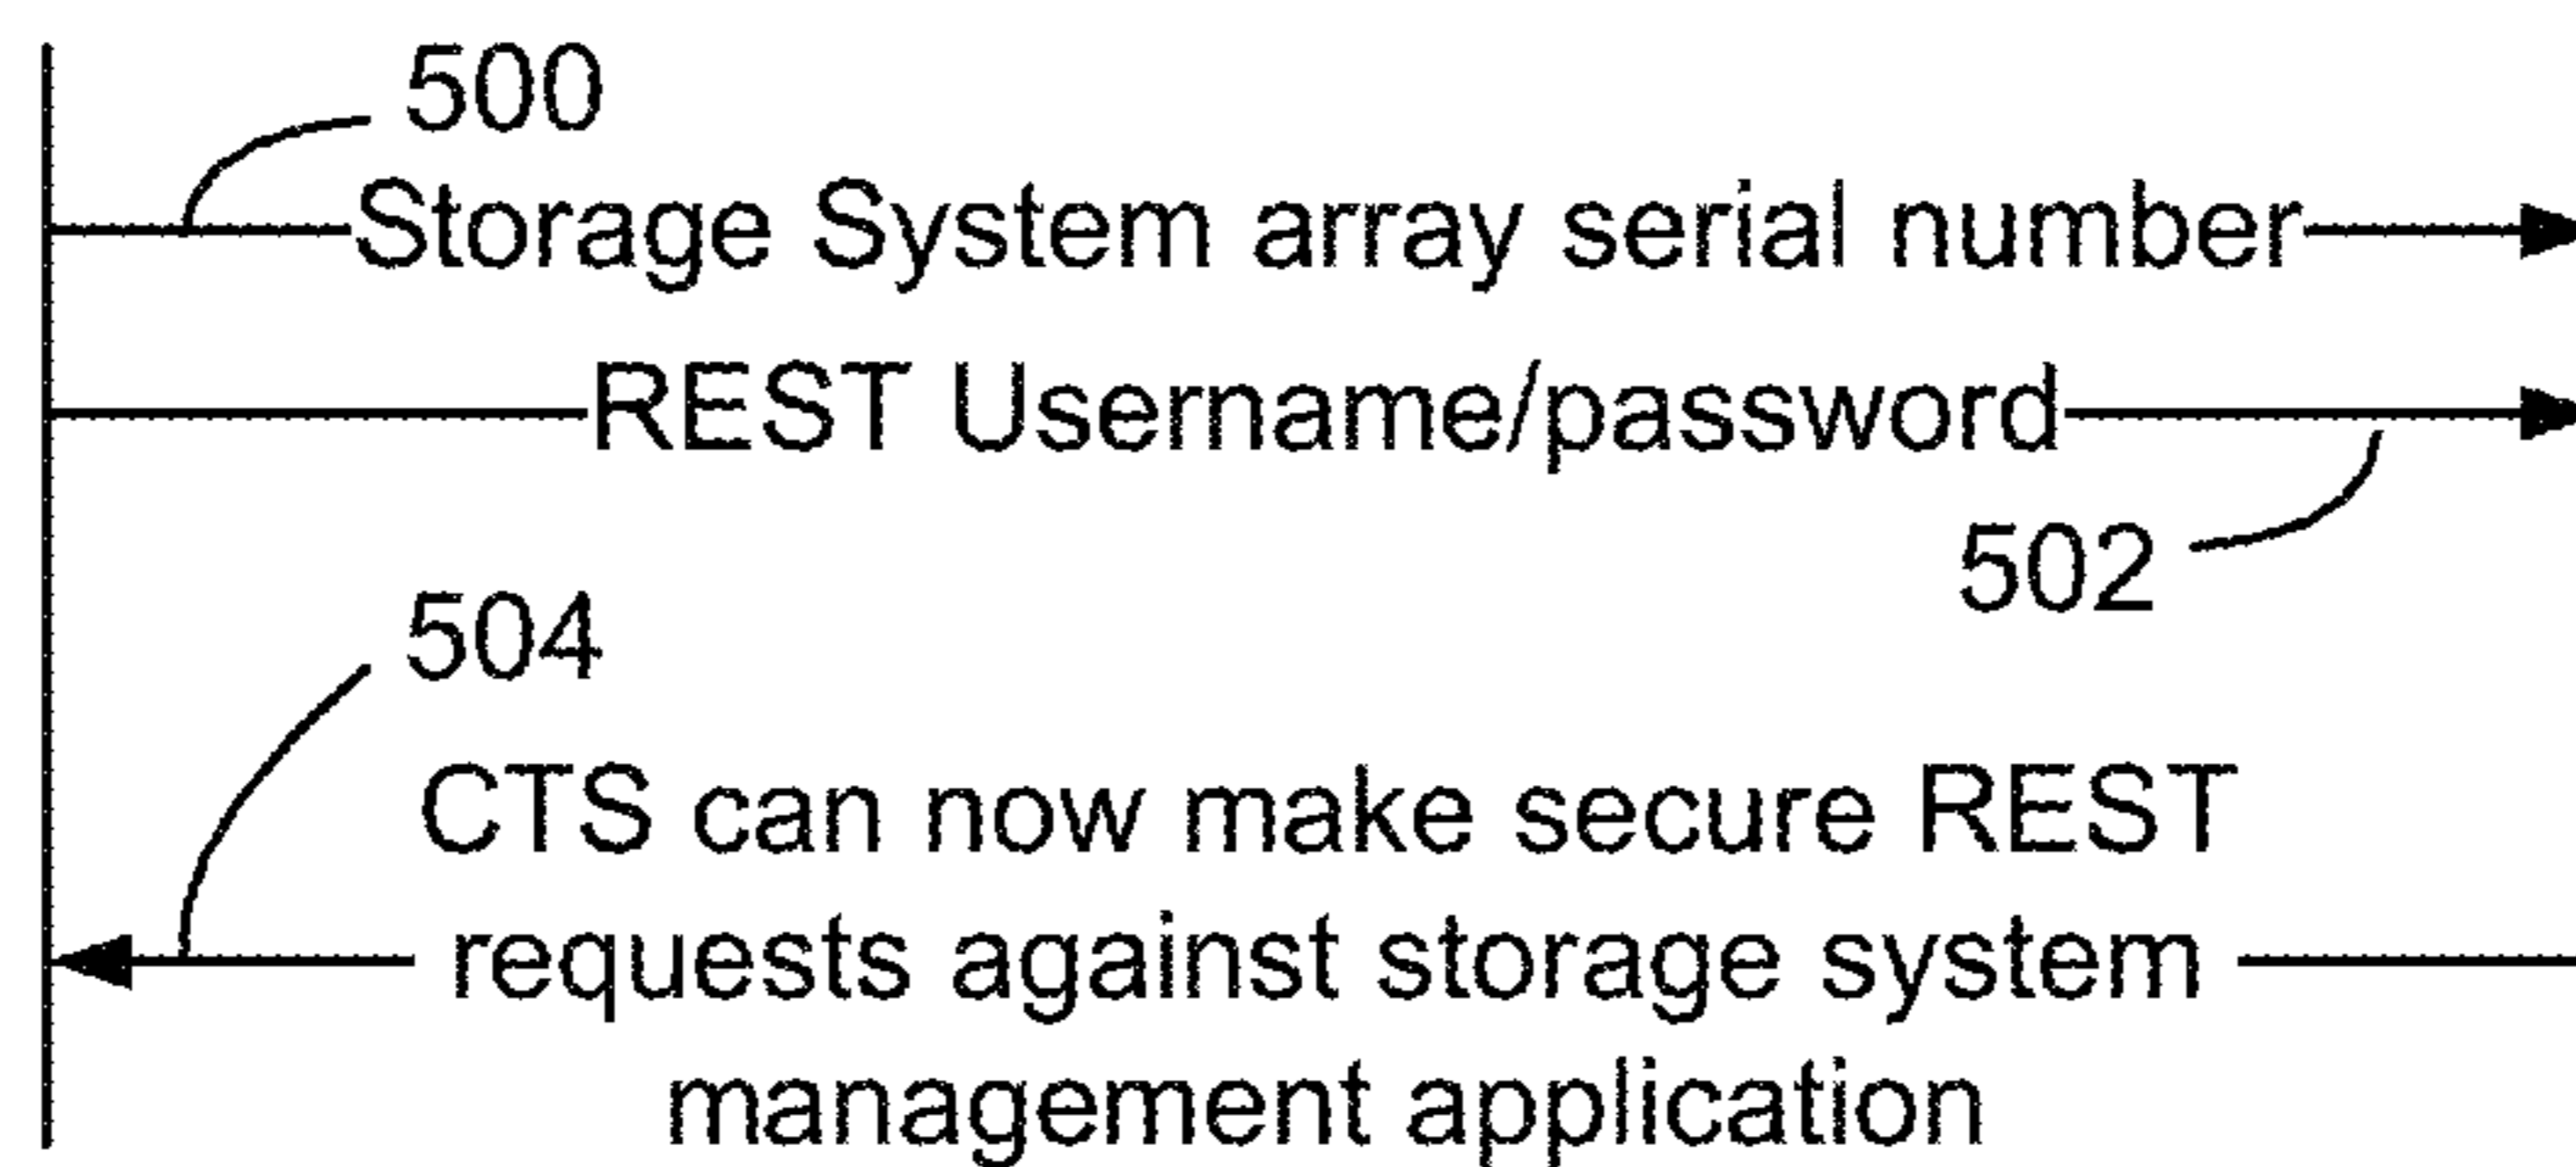 500
Storage System array serial number
REST Username/password
502
504
CTS can now make secure REST
requests against storage system
management application